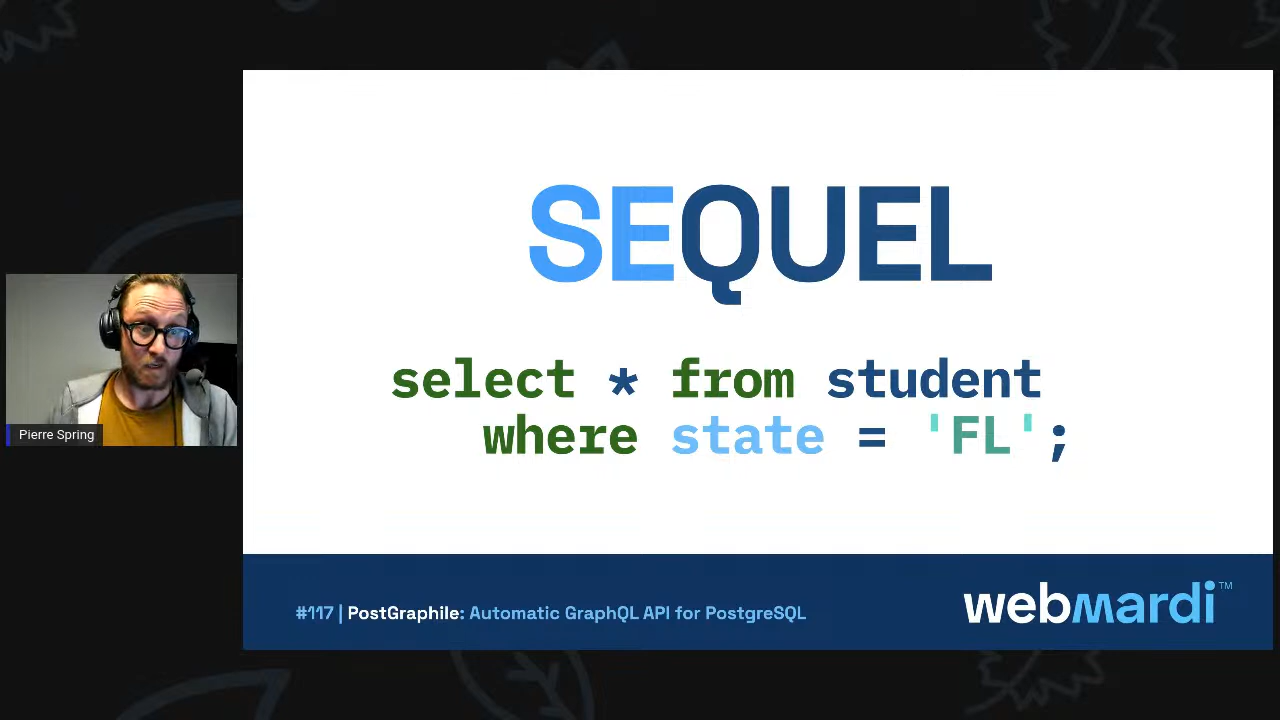 SEQUEL
select * from student
where state = 'FL';
Pierre Spring
#117 | PostGraphile: Automatic GraphQL API for PostgreSQL
webmardi™